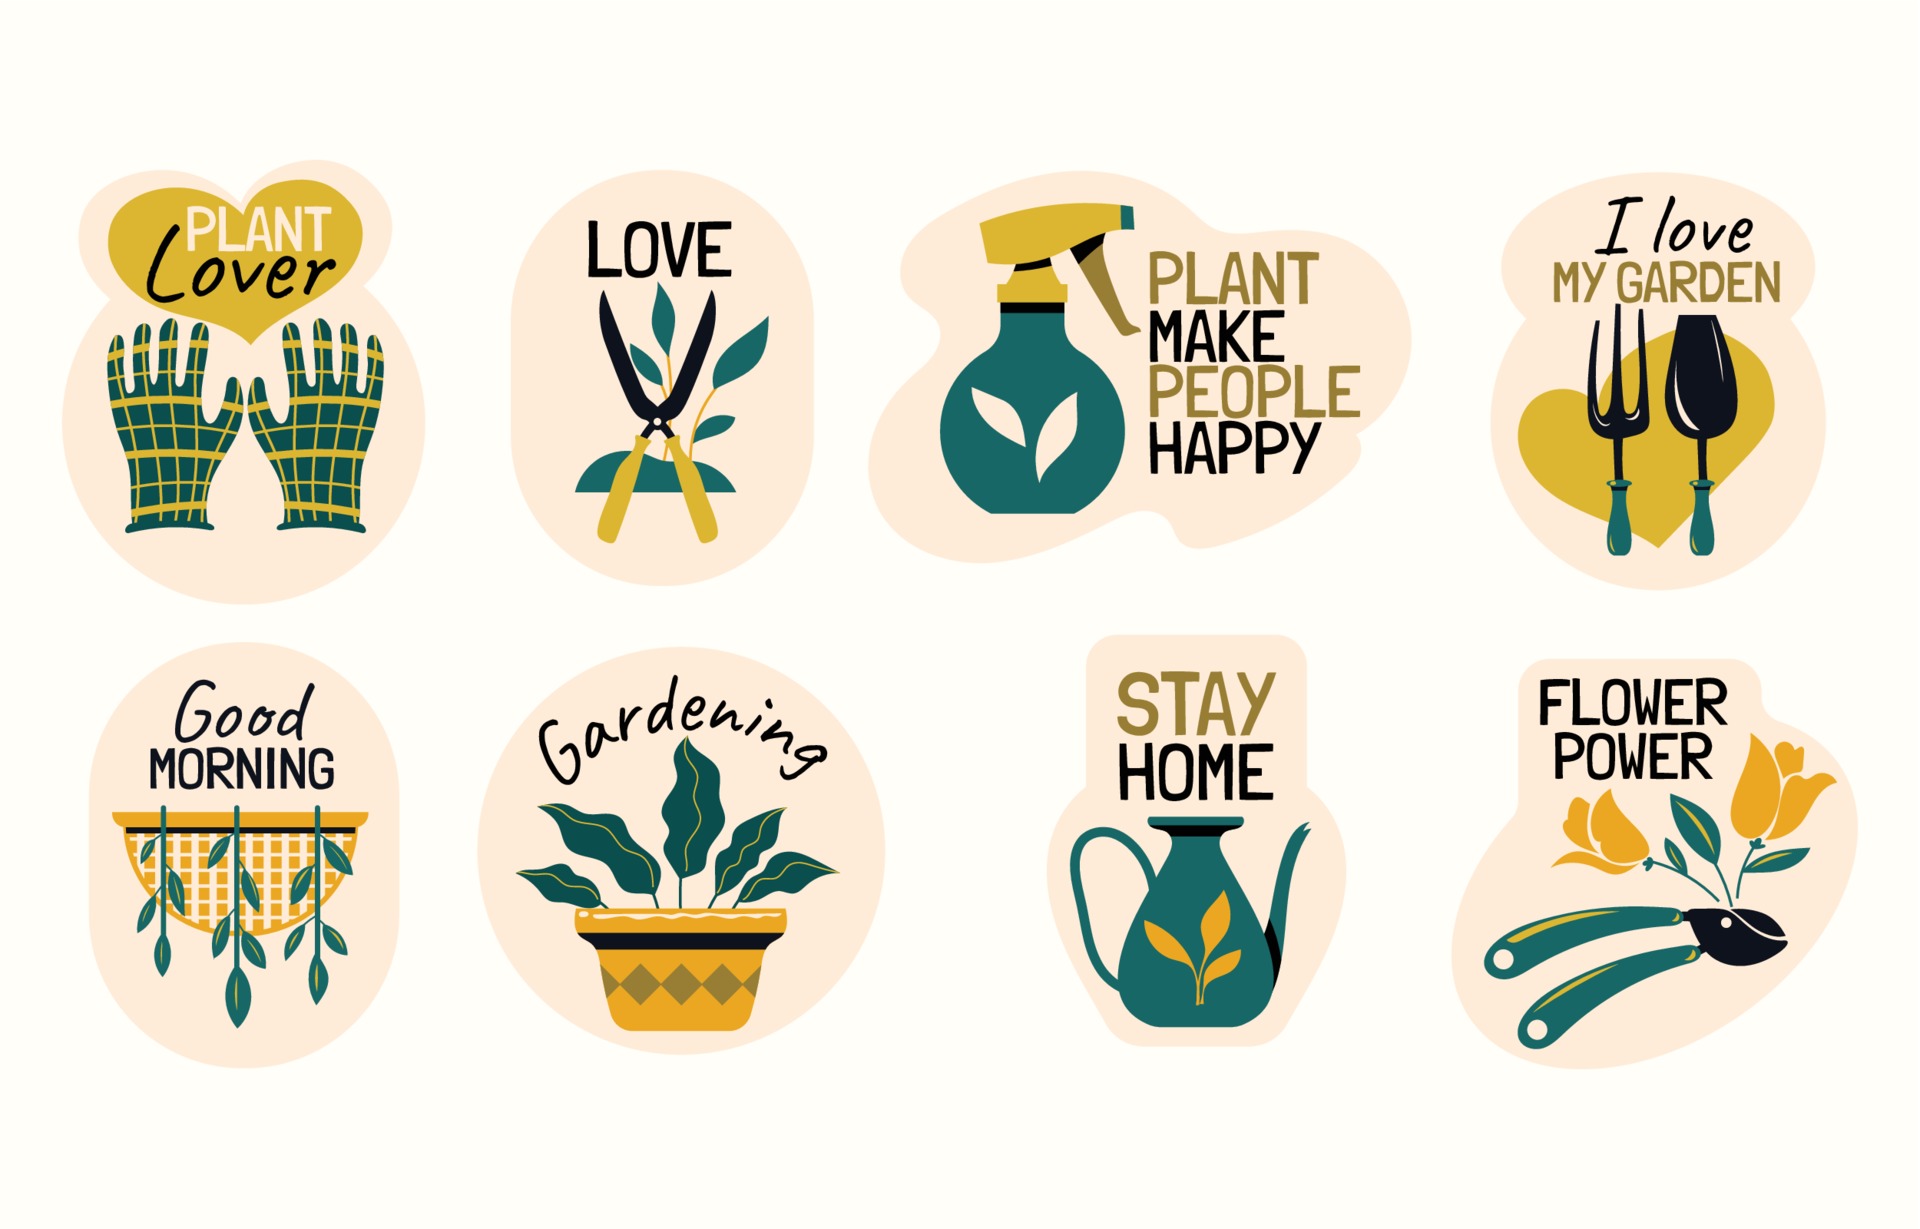 PLANT
Lover
LOVE
PLANT
MAKE
PEOPLE
HAPPY
I love
MY GARDEN
Good
MORNING
Gardening
STAY
HOME
FLOWER
POWER